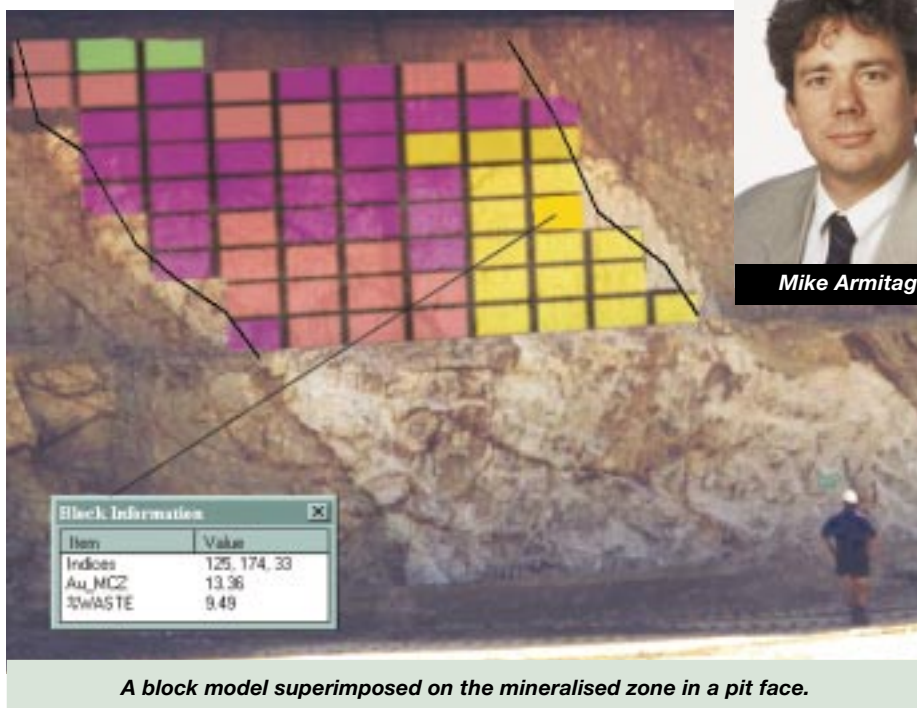 Mike Armitag
Block Information
Item Value
Indices 125, 174, 33
Au_MCZ 13.36
%WASTE 9.49
A block model superimposed on the mineralised zone in a pit face.